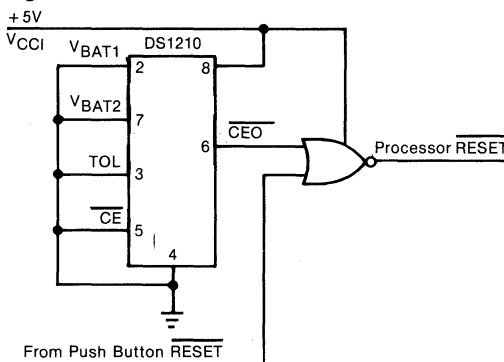 +5V
VCCI
DS1210
VBAT1
2
8
VBAT2
7
CEO
6
TOL
3
Processor RESET
CE
5
4
From Push Button RESET